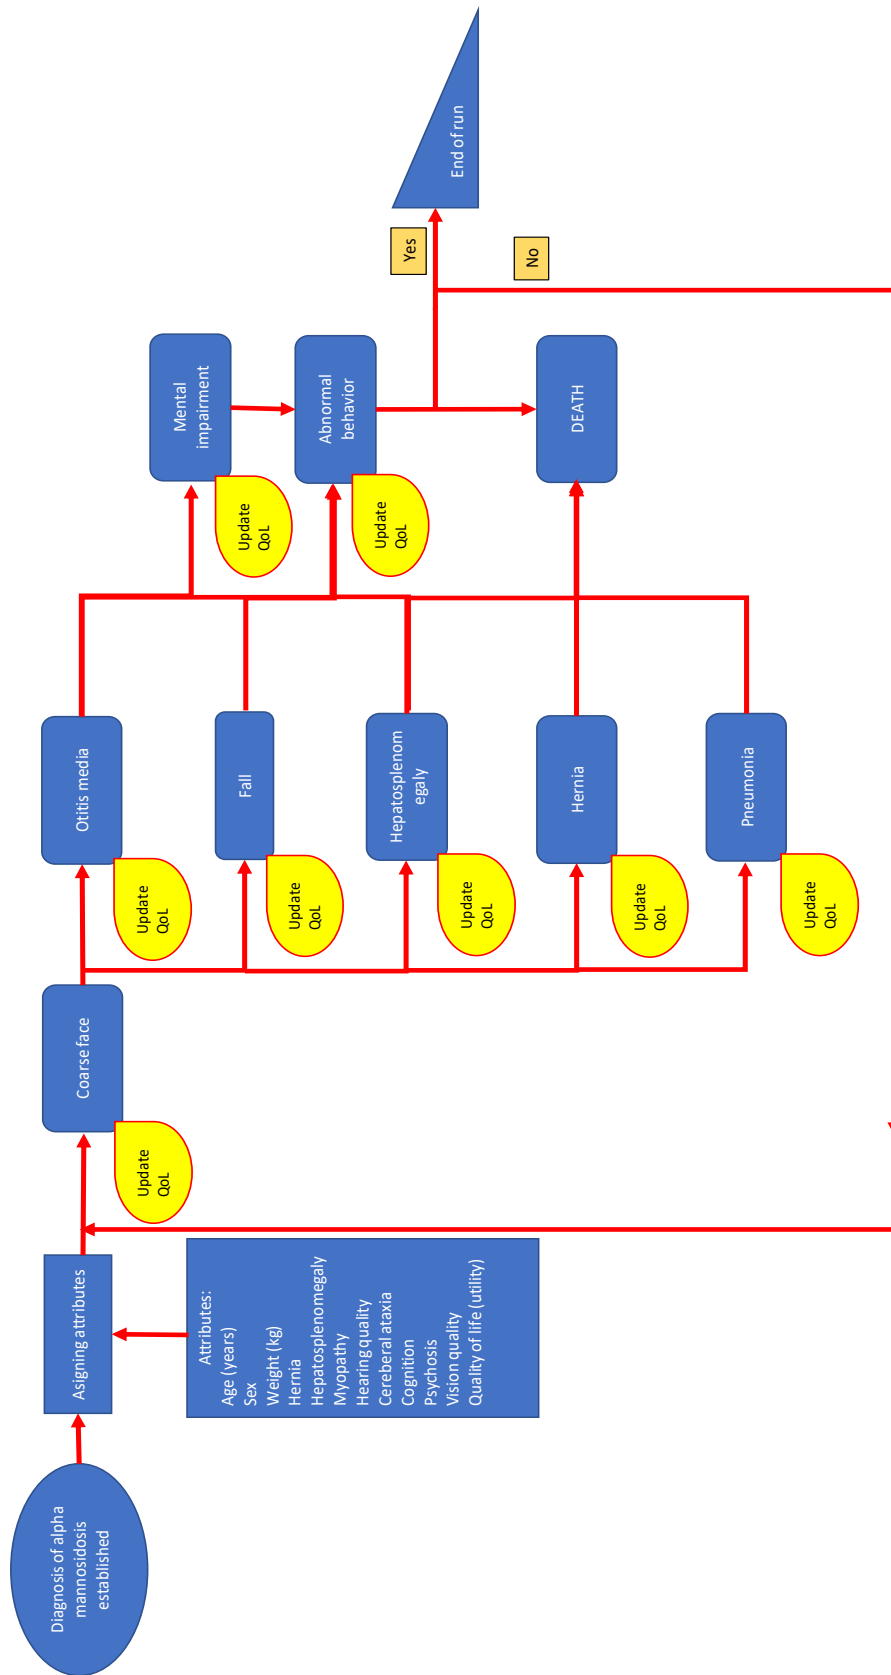 Diagnosis of alpha
mannosidosis
established
Asigning attributes
Attributes:
Age (years)
Sex
Weight (kg)
Hernia
Hepatosplenomegaly
Myopathy
Hearing quality
Cereberal ataxia
Cognition
Psychosis
Vision quality
Quality of life (utility)
Coarse face
Update
QoL
Otitis media
Update
QoL
Fall
Update
QoL
Hepatosplenom
egaly
Update
QoL
Hernia
Update
QoL
Pneumonia
Update
QoL
Mental
impairment
Update
QoL
Abnormal
behavior
Update
QoL
DEATH
Yes
No
End of run